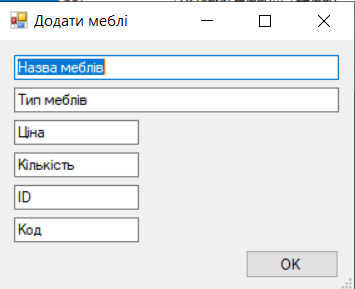 Додати меблі
Назва меблів
Тип меблів
Ціна
Кількість
ID
Код
OK